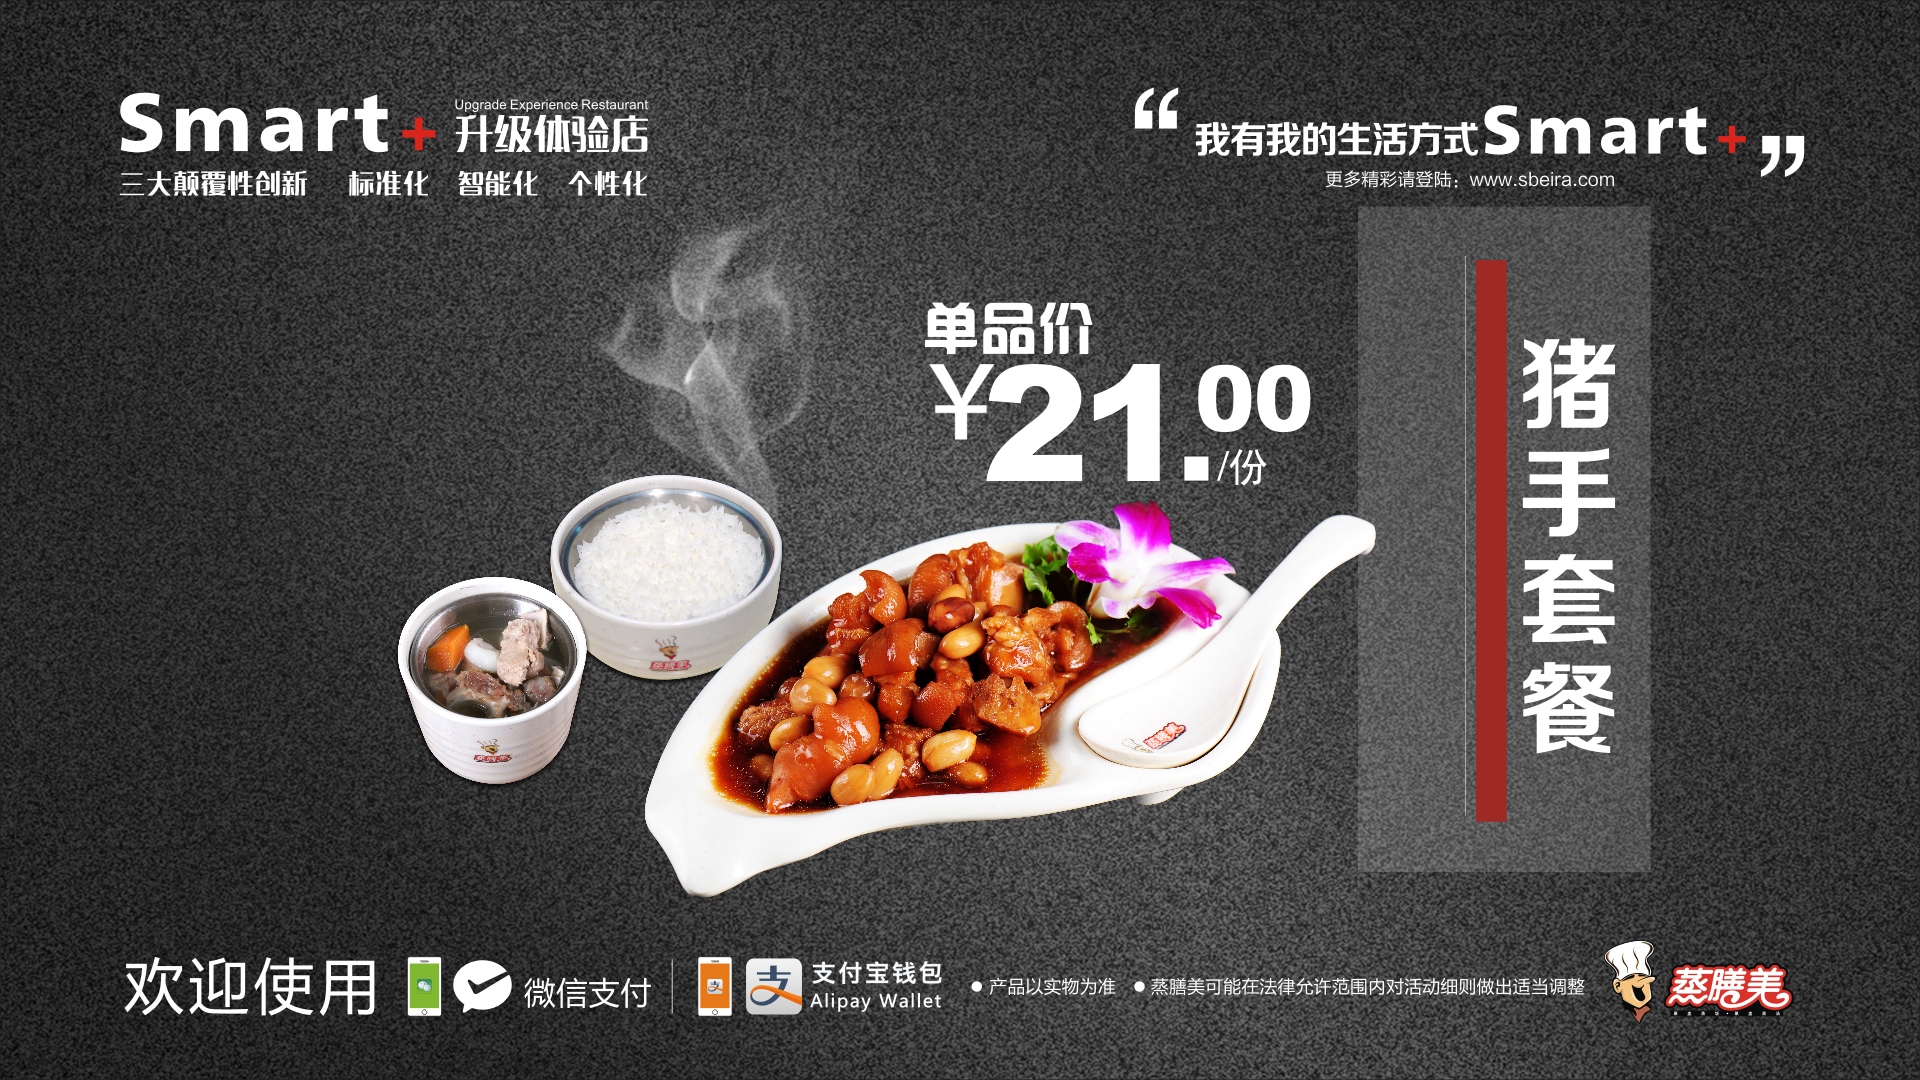 Smart+
Upgrade Experience Restaurant
升级体验店
三大颠覆性创新 标准化 智能化 个性化
“我有我的生活方式Smart+”
更多精彩请登陆：www.sbeira.com
单品价
¥21.00
/份
猪手套餐
蒸膳美
欢迎使用
微信支付
支付宝钱包
Alipay Wallet
●产品以实物为准 ●蒸膳美可能在法律允许范围内对活动细则做出适当调整
蒸膳美